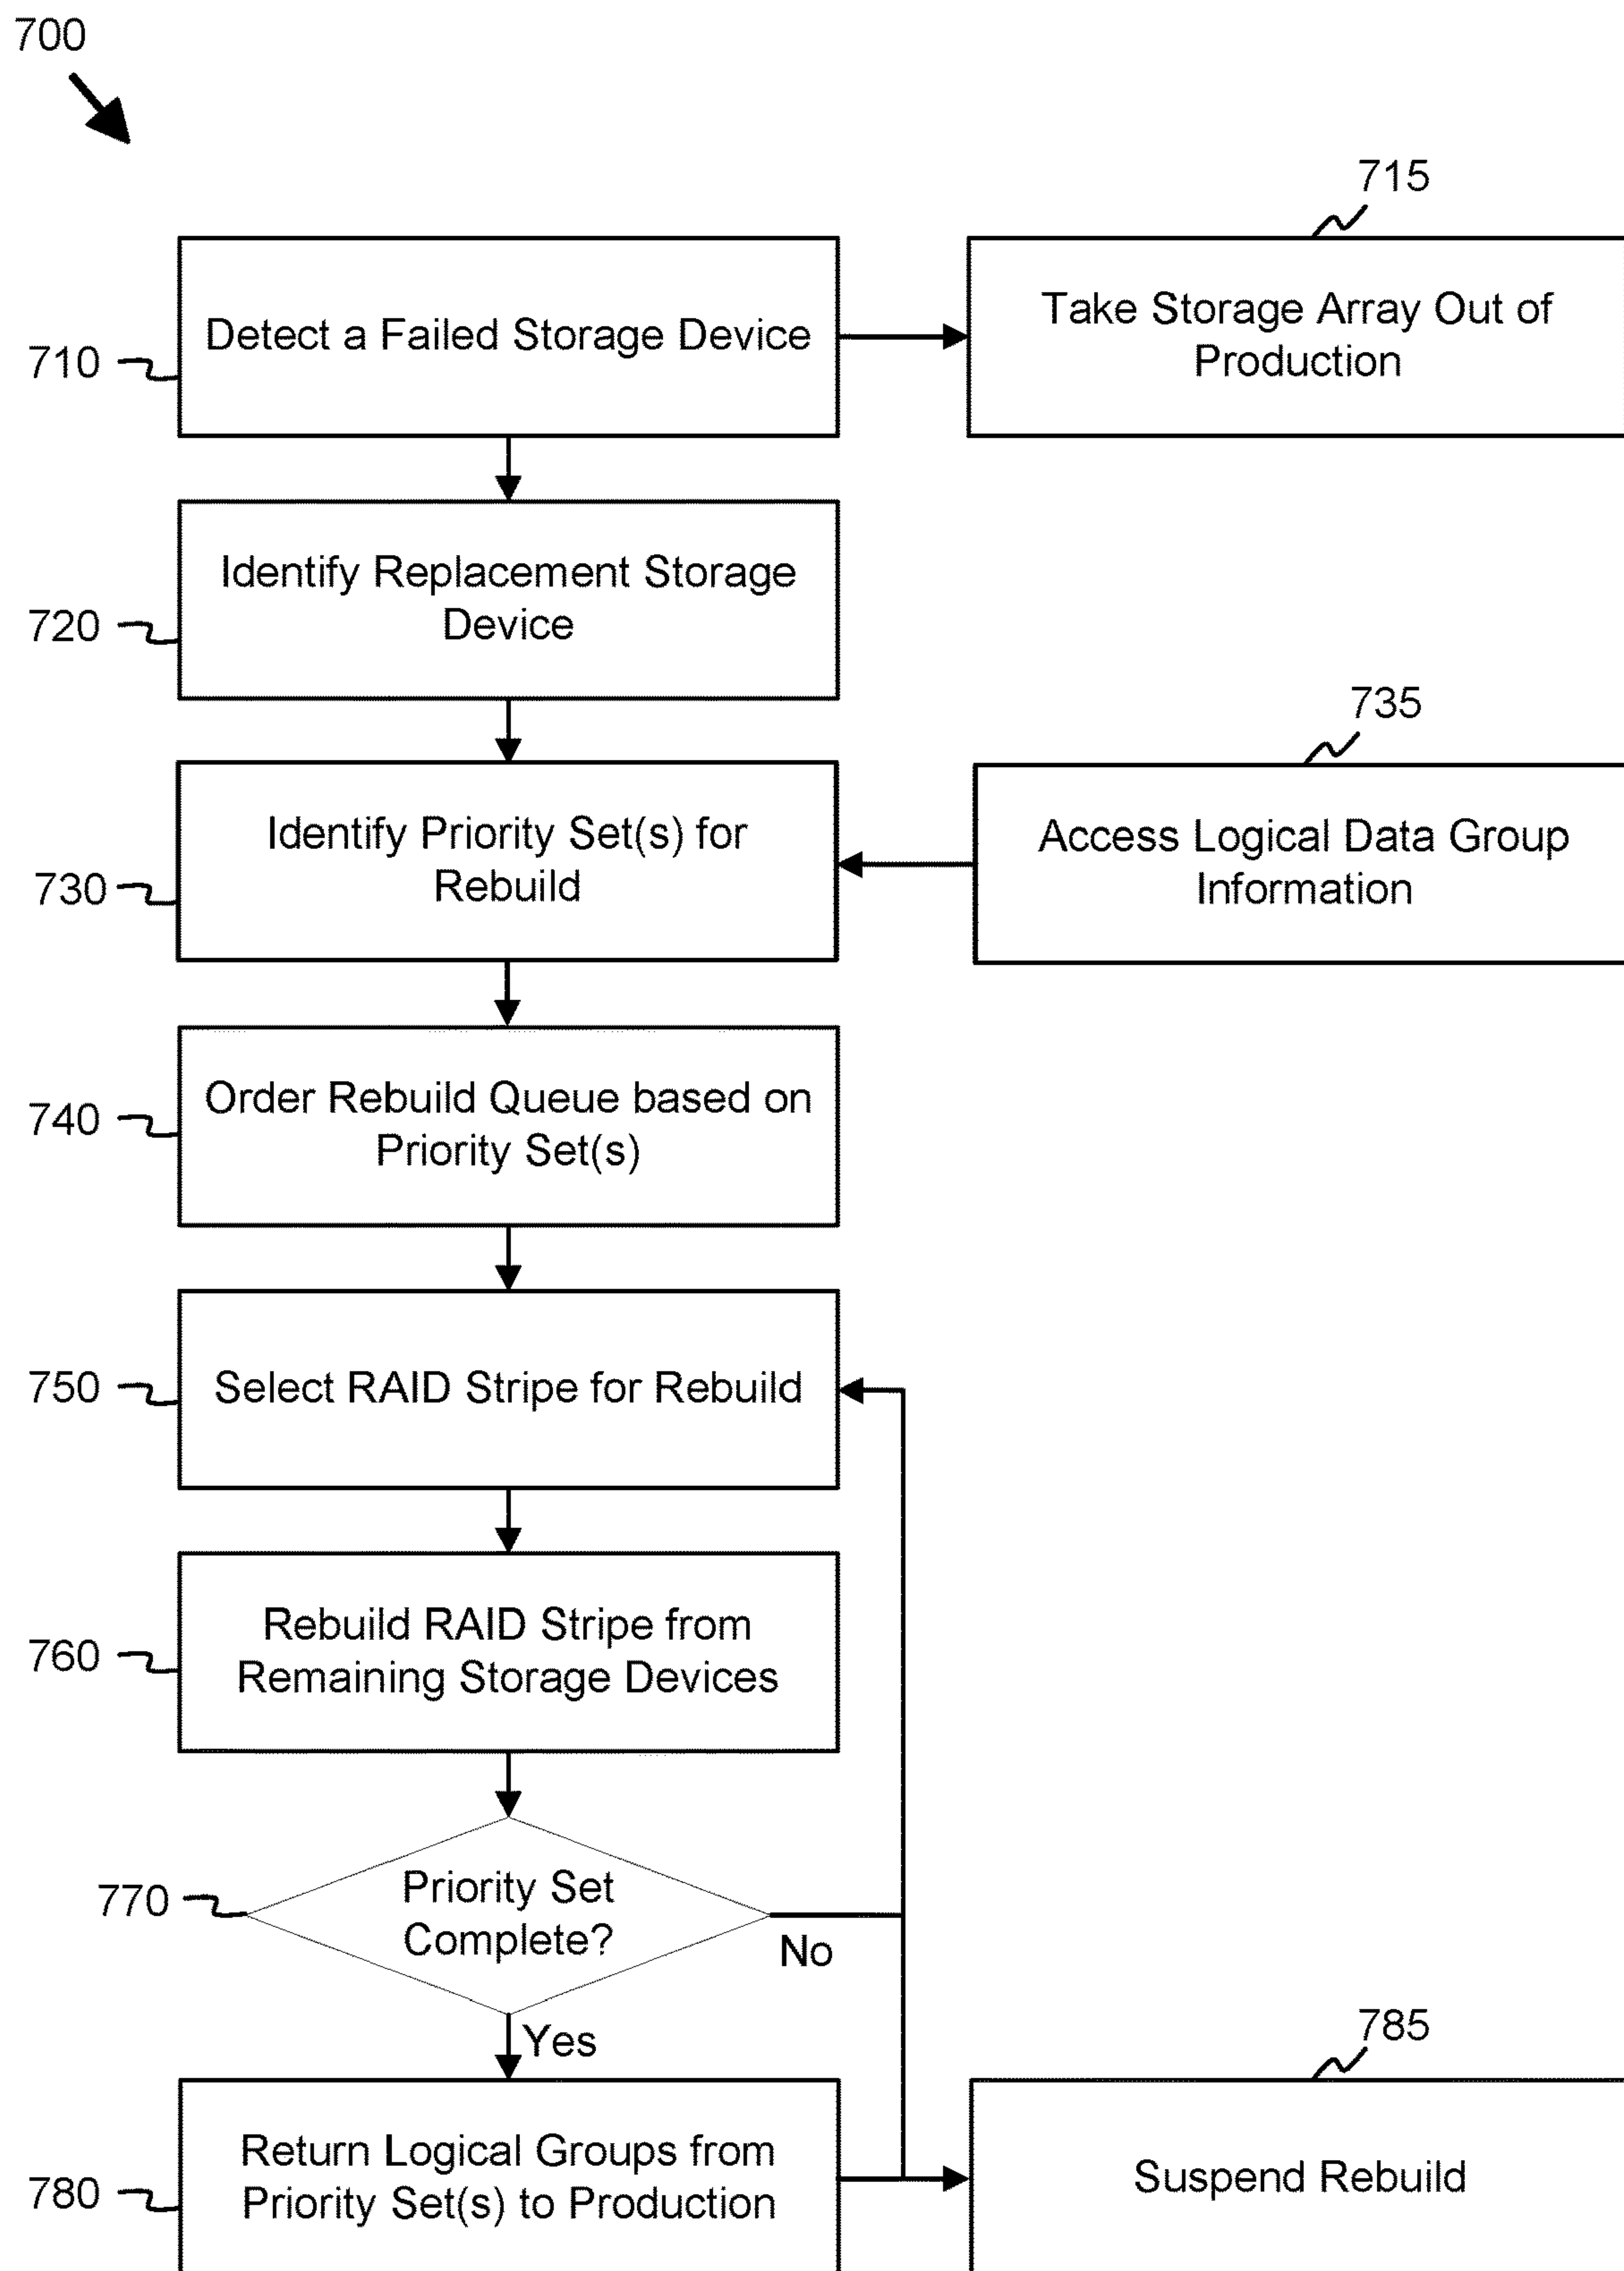 700
715
Detect a Failed Storage Device
Take Storage Array Out of
Production
710
Identify Replacement Storage
Device
720
735
Identify Priority Set(s) for
Rebuild
Access Logical Data Group
Information
730
Order Rebuild Queue based on
Priority Set(s)
740
Select RAID Stripe for Rebuild
750
Rebuild RAID Stripe from
Remaining Storage Devices
760
Priority Set
Complete?
770
No
Yes
785
Return Logical Groups from
Priority Set(s) to Production
Suspend Rebuild
780